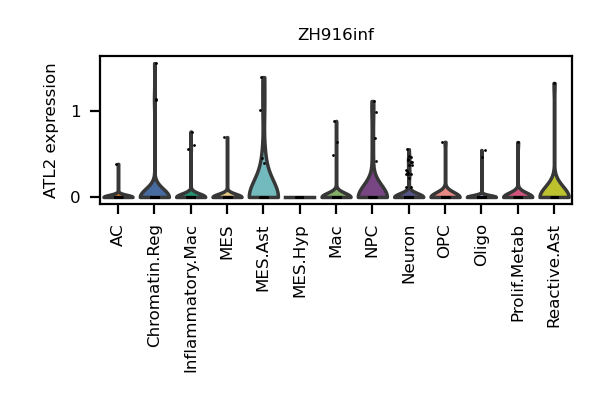 ZH916inf
ATL2 expression
1
0
AC
Chromatin.Reg
Inflammatory.Mac
MES
MES.Ast
MES.Hyp
Mac
NPC
Neuron
OPC
Oligo
Prolif.Metab
Reactive.Ast